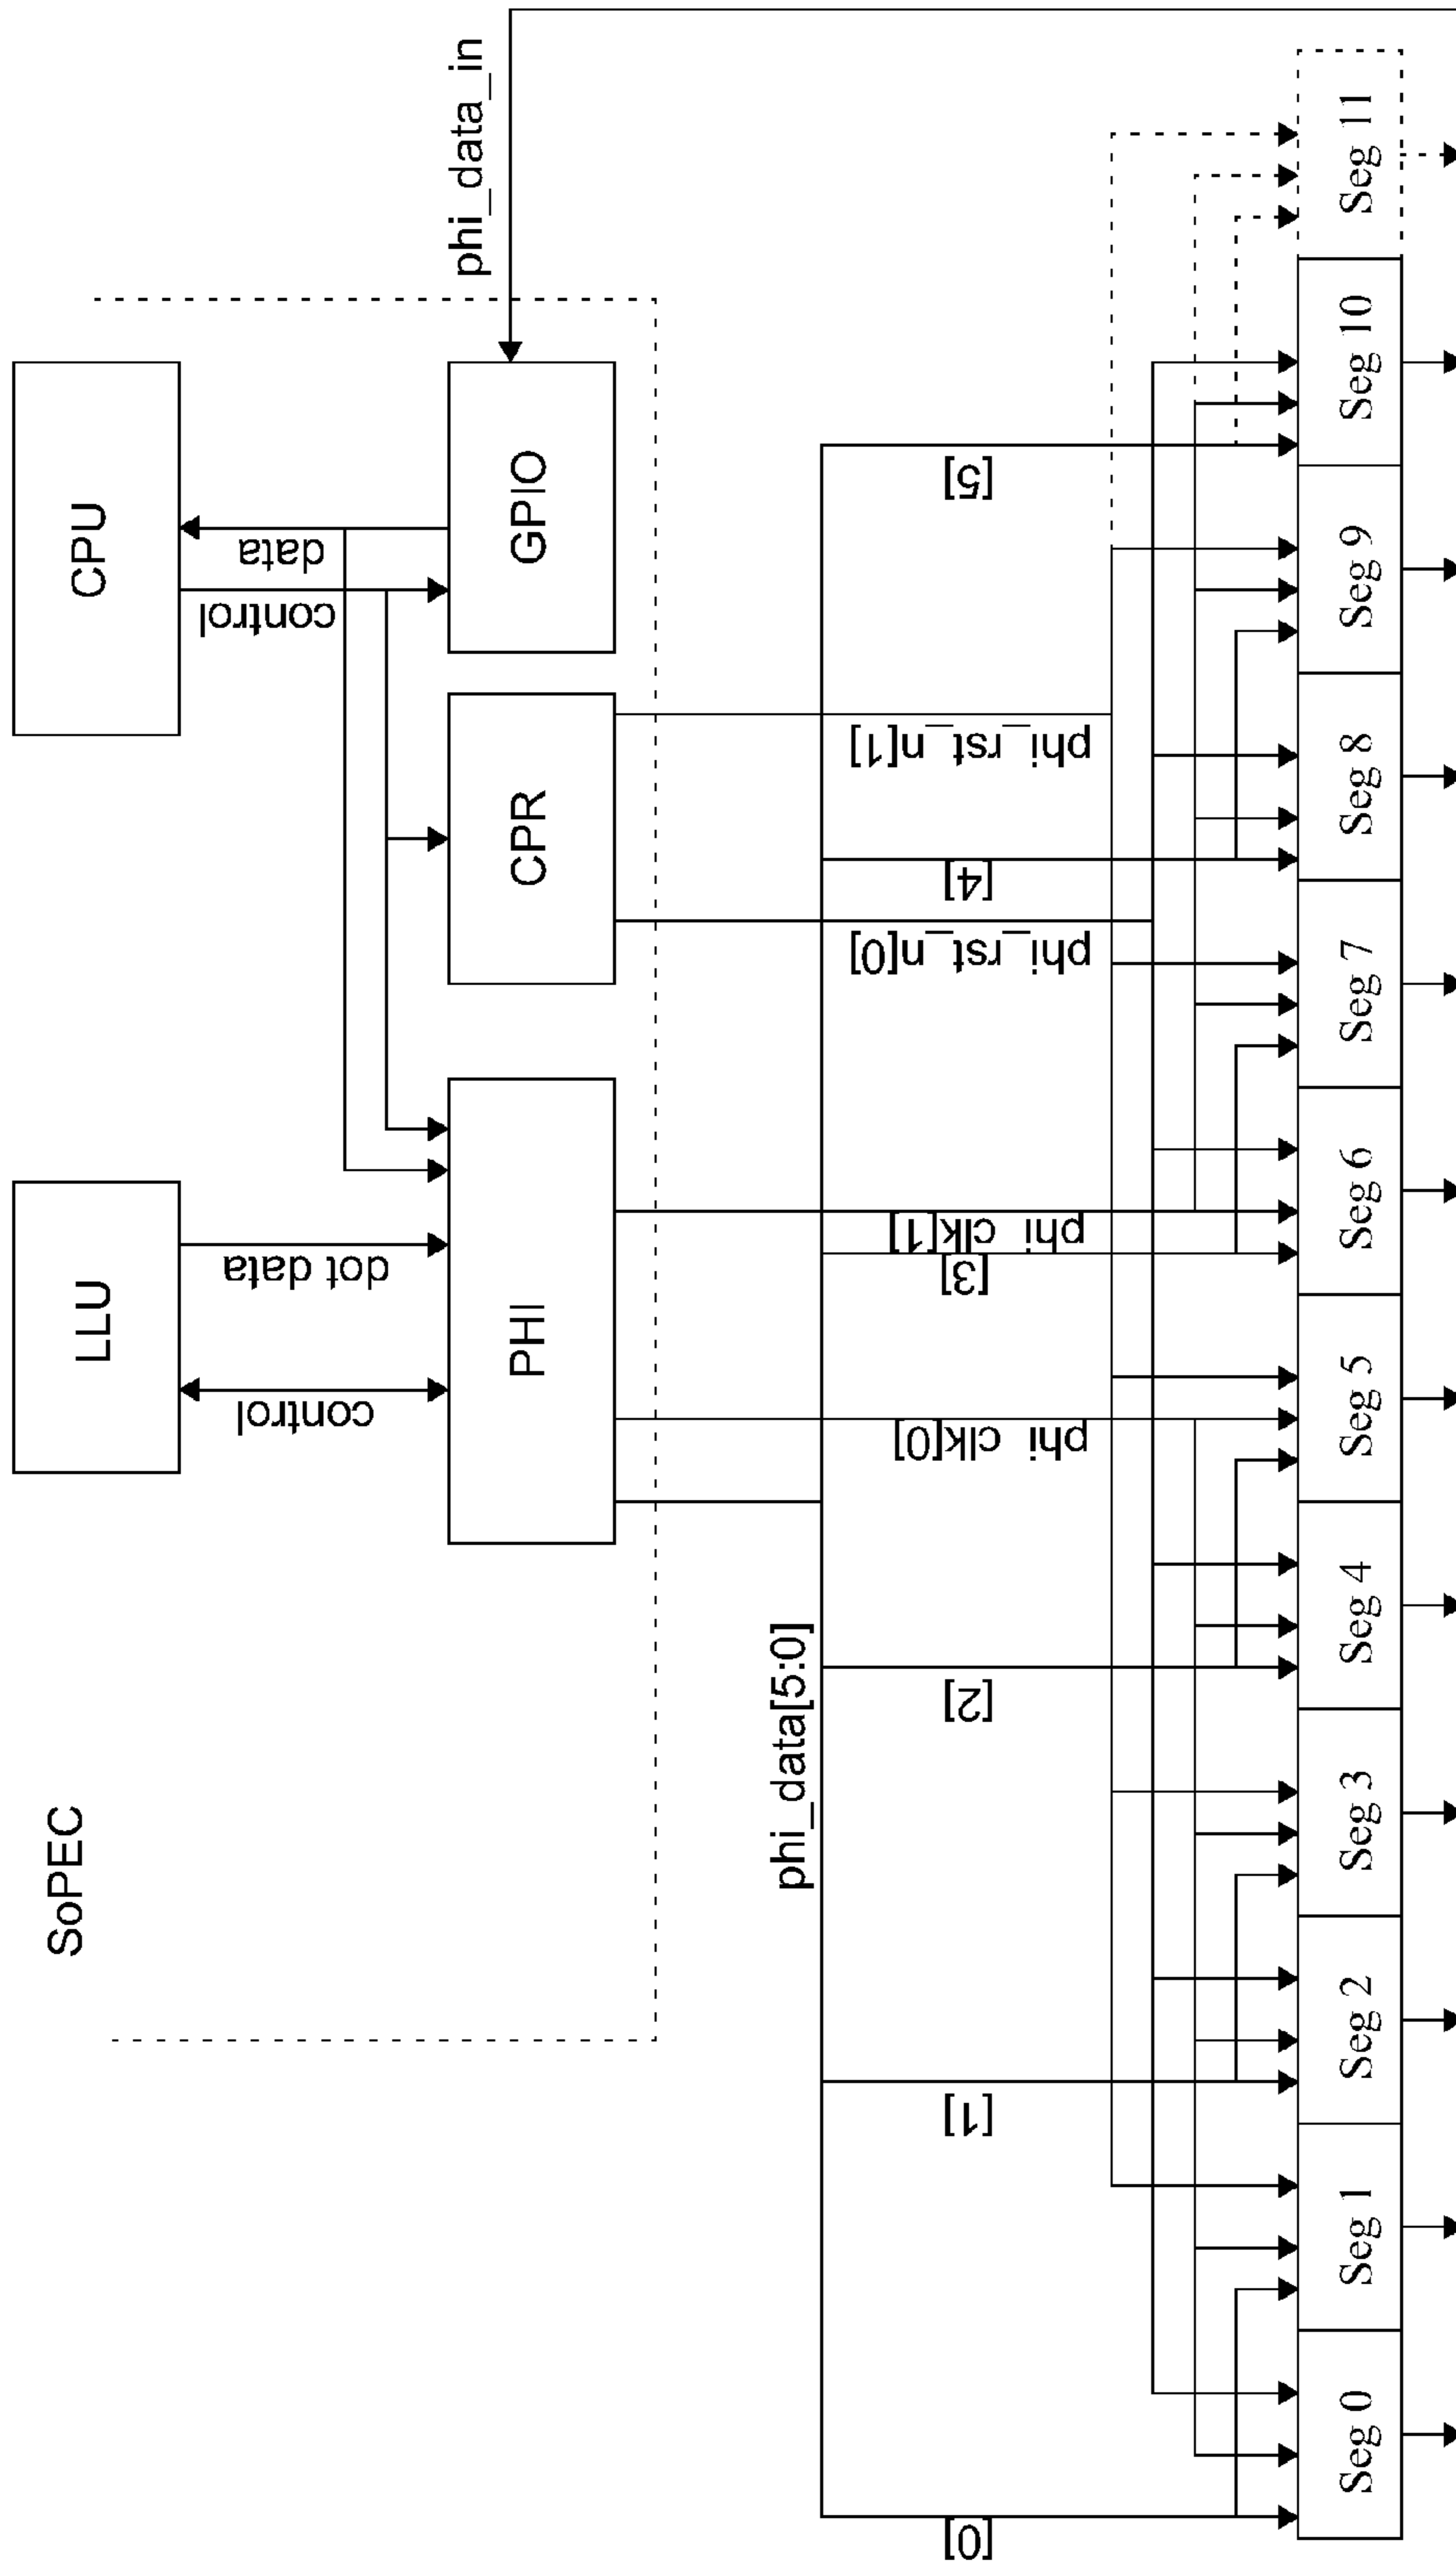 SoPEC
LLU
CPU
control
dot data
control
data
PHI
CPR
GPIO
phi_data_in
phi_data[5:0]
phi_clk[0]
phi_clk[1]
phi_rst_n[0]
phi_rst_n[1]
[0]
[1]
[2]
[3]
[4]
[5]
Seg 0
Seg 1
Seg 2
Seg 3
Seg 4
Seg 5
Seg 6
Seg 7
Seg 8
Seg 9
Seg 10
Seg 11